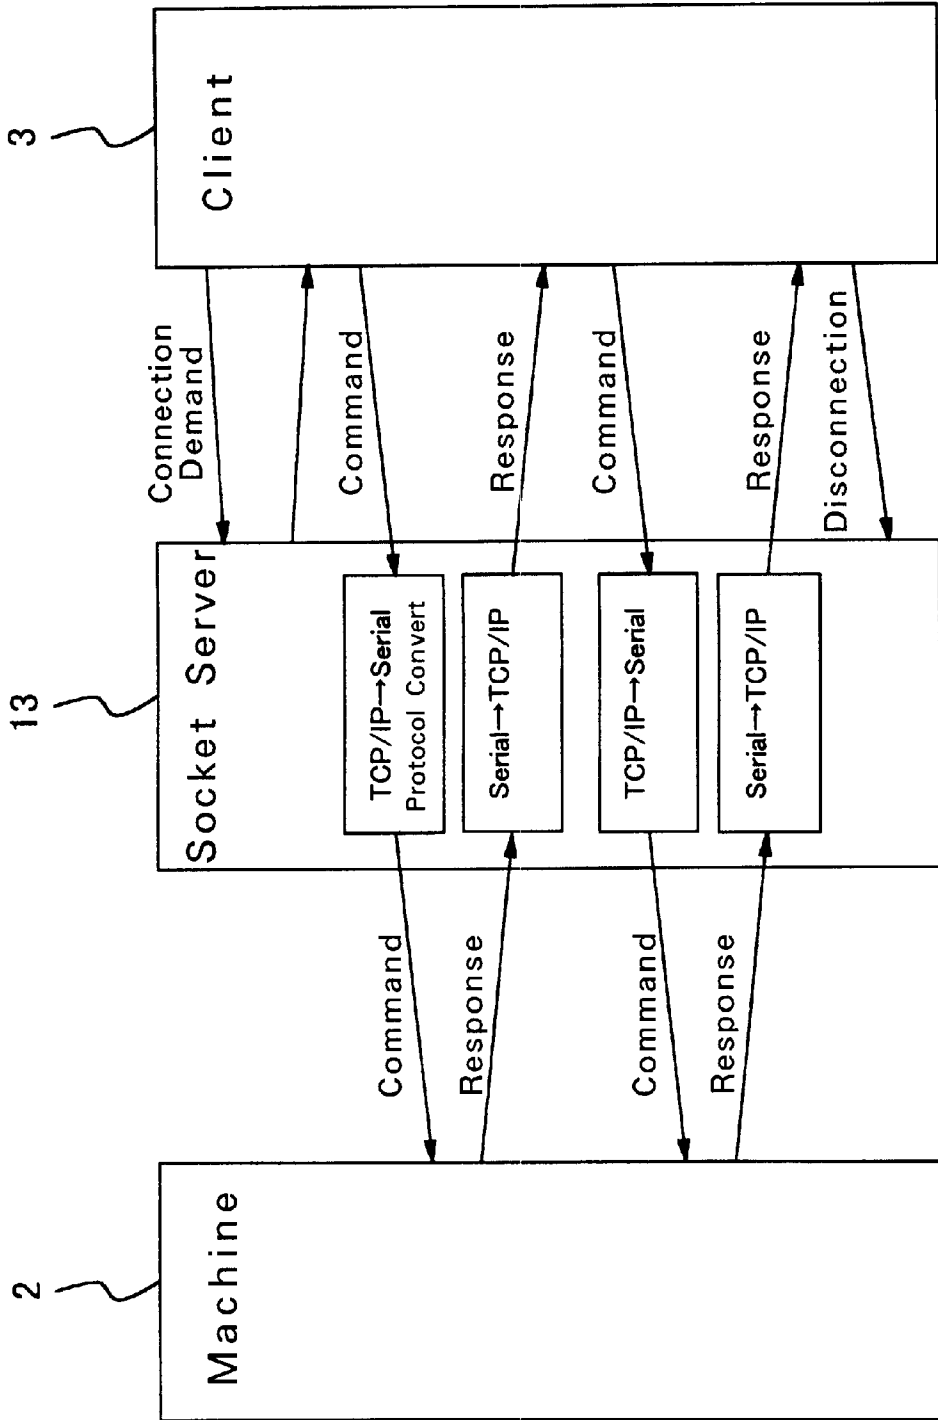 2
13
3
Machine
Socket Server
Client
Connection
Demand
Command
TCP/IP→Serial
Protocol Convert
Command
Response
Serial→TCP/IP
Response
Command
TCP/IP→Serial
Command
Response
Serial→TCP/IP
Response
Disconnection